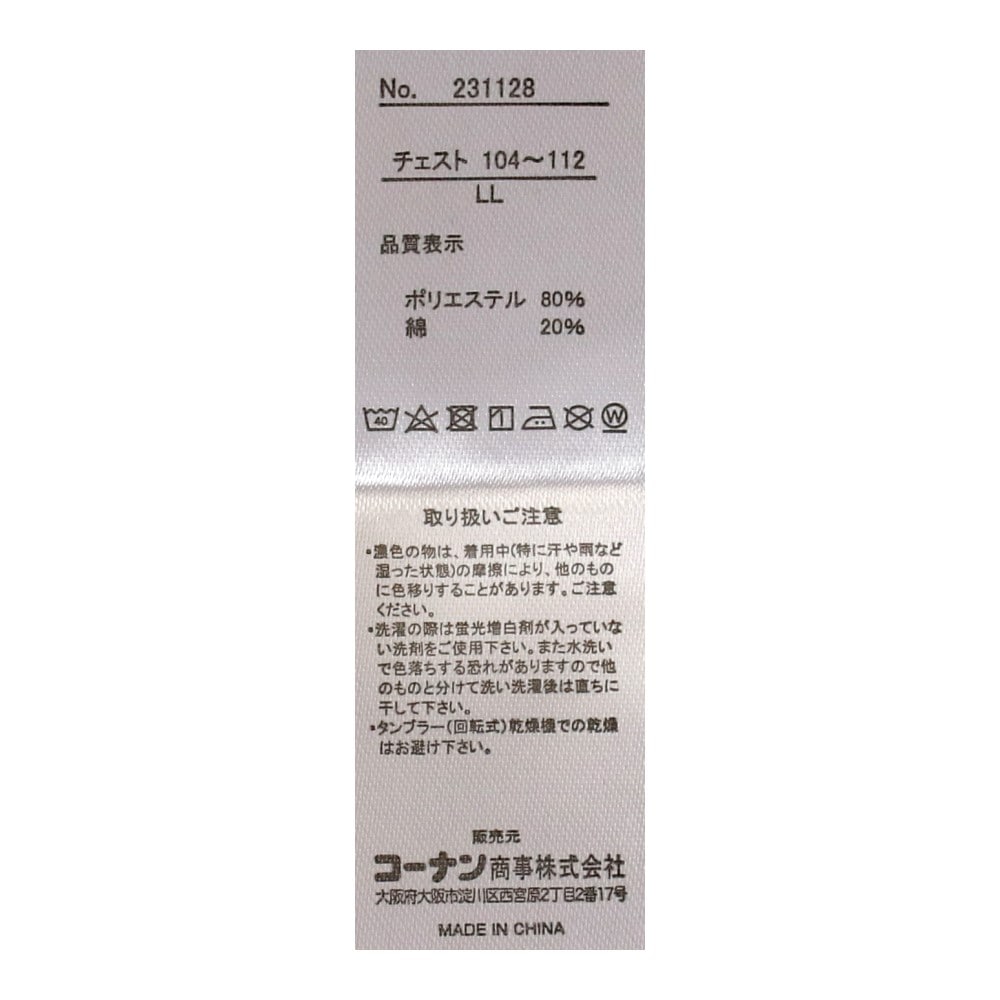 No. 231128
チェスト 104～112
LL
品質表示
ポリエステル 80%
綿 20%
40
W
取り扱いご注意
・濃色の物は、着用中(特に汗や雨など
湿った状態)の摩擦により、他のもの
に色移りすることがあります。ご注意
ください。
・洗濯の際は蛍光増白剤が入っていな
い洗剤をご使用下さい。また水洗い
で色落ちする恐れがありますので他
のものと分けて洗い洗濯後は直ちに
干して下さい。
・タンブラー(回転式)乾燥機での乾燥
はお避け下さい。
販売元
コーナン商事株式会社
大阪府大阪市淀川区西宮原2丁目2番17号
MADE IN CHINA